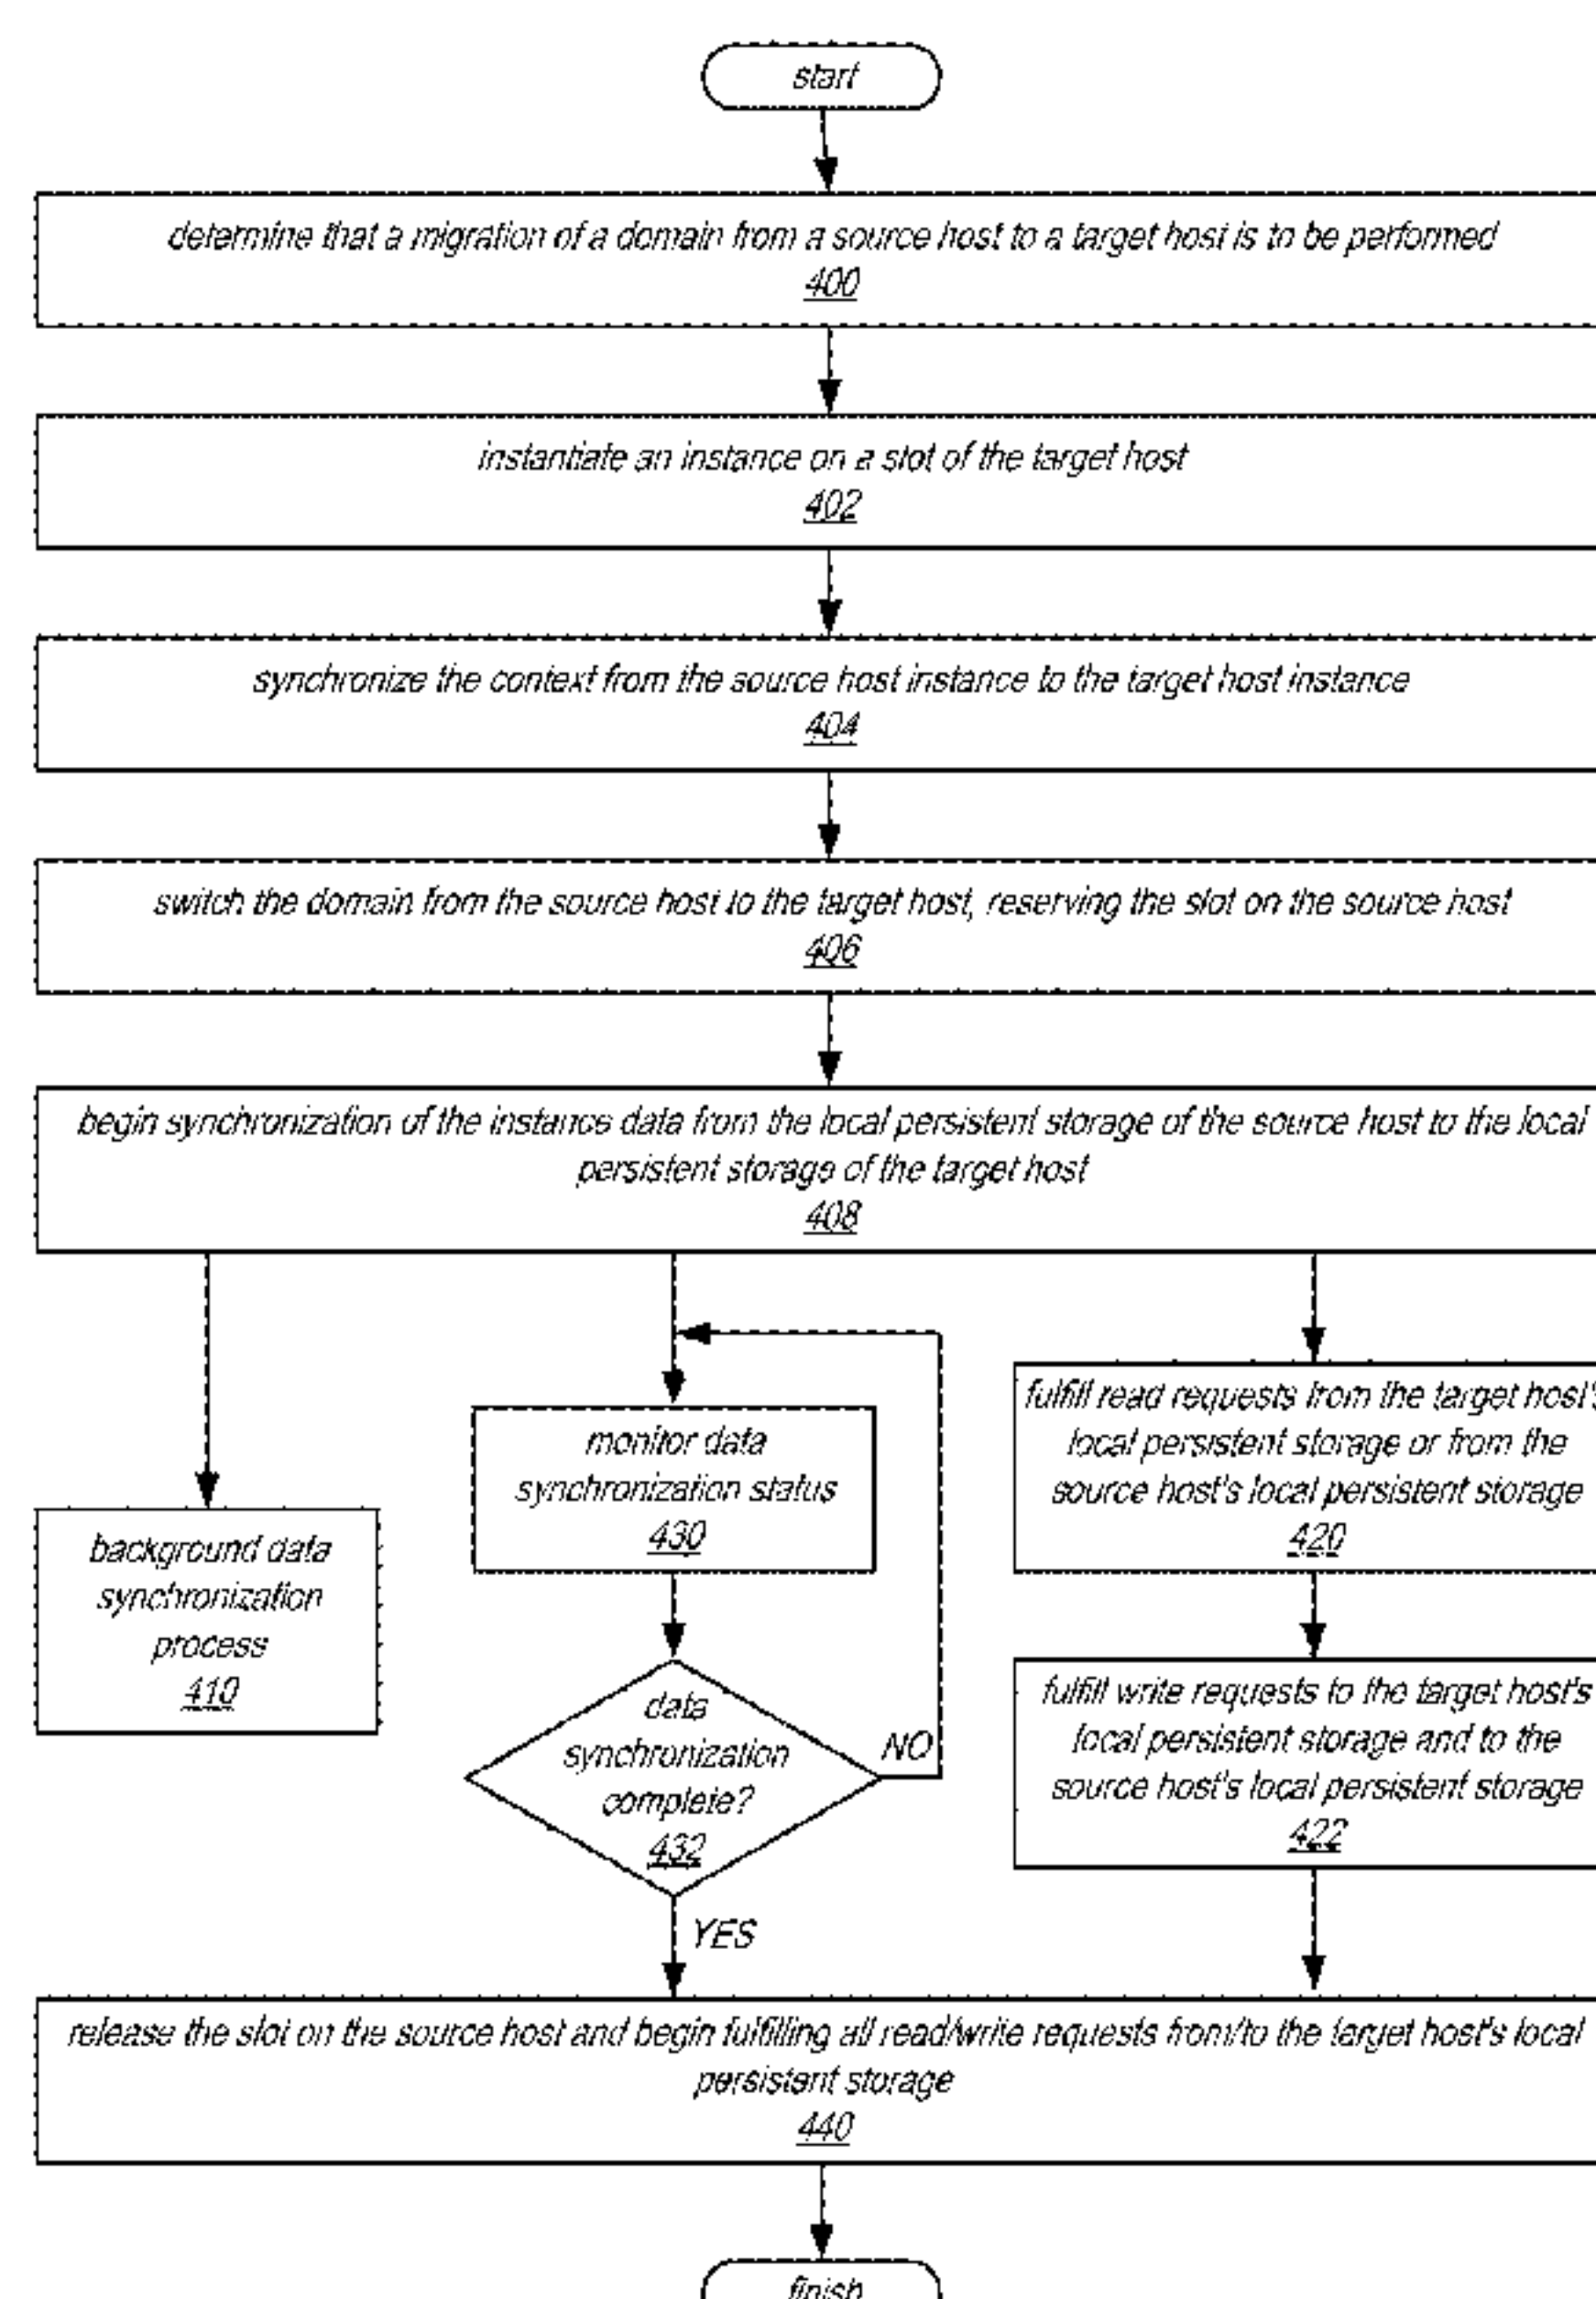 start
determine that a migration of a domain from a source host to a target host is to be performed
400
instantiate an instance on a slot of the target host
402
synchronize the context from the source host instance to the target host instance
404
switch the domain from the source host to the target host, reserving the slot on the source host
406
begin synchronization of the instance data from the local persistent storage of the source host to the local
persistent storage of the target host
408
background data
synchronization
process
410
monitor data
synchronization status
430
data
synchronization
complete?
432
NO
YES
fulfill read requests from the target host's
local persistent storage or from the
source host's local persistent storage
420
fulfill write requests to the target host's
local persistent storage and to the
source host's local persistent storage
422
release the slot on the source host and begin fulfilling all read/write requests from/to the target host's local
persistent storage
440
finish